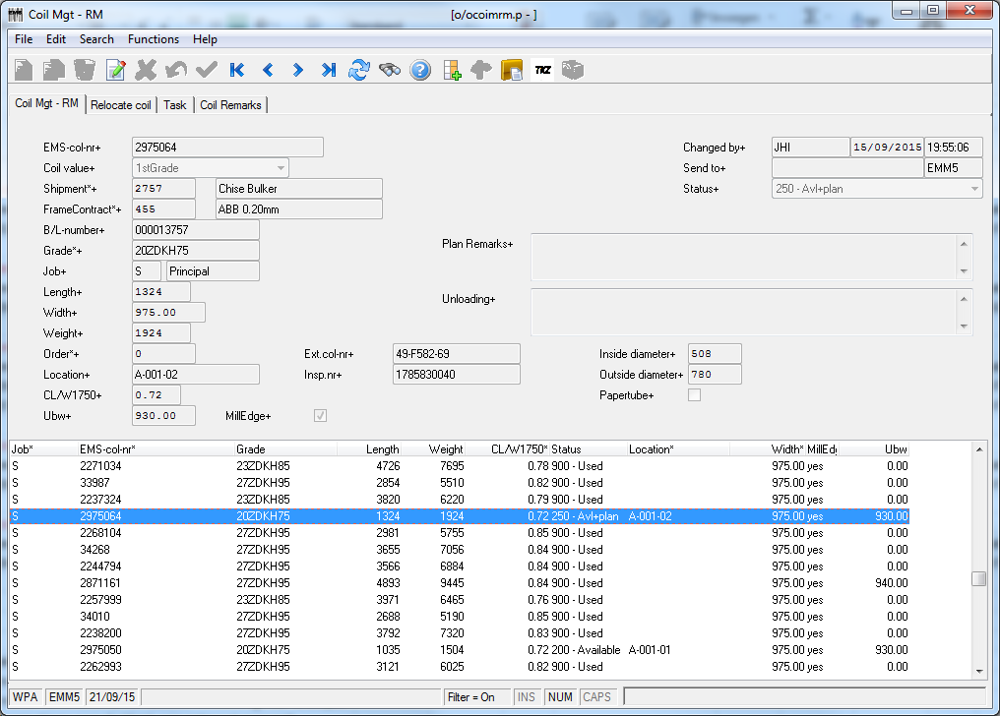 Coil Mgt - RM [o/ocoimrm.p - ]
File Edit Search Functions Help
TKZ
Coil Mgt - RM Relocate coil Task Coil Remarks
EMS-col-nr+ 2975064 Changed by+ JHI 15/09/2015 19:55:06
Coil value+ 1stGrade Send to+ EMM5
Shipment*+ 2757 Chise Bulker Status+ 250 - Avl+plan
FrameContract*+ 455 ABB 0.20mm
B/L-number+ 000013757
Grade*+ 20ZDKH75 Plan Remarks+
Job+ S Principal
Length+ 1324 Unloading+
Width+ 975.00
Weight+ 1924
Order*+ 0 Ext.col-nr+ 49-F582-69 Inside diameter+ 508
Location+ A-001-02 Insp.nr+ 1785830040 Outside diameter+ 780
CL/W1750+ 0.72 Papertube+
Ubw+ 930.00 MillEdge+
Job* EMS-col-nr* Grade Length Weight CL/W1750* Status Location* Width* MillEd Ubw
S 2271034 23ZDKH85 4726 7695 0.78 900 - Used 975.00 yes 0.00
S 33987 27ZDKH95 2854 5510 0.82 900 - Used 975.00 yes 0.00
S 2237324 23ZDKH85 3820 6220 0.79 900 - Used 975.00 yes 0.00
S 2975064 20ZDKH75 1324 1924 0.72 250 - Avl+plan A-001-02 975.00 yes 930.00
S 2268104 27ZDKH95 2981 5755 0.85 900 - Used 975.00 yes 0.00
S 34268 27ZDKH95 3655 7056 0.84 900 - Used 975.00 yes 0.00
S 2244794 27ZDKH95 3566 6884 0.84 900 - Used 975.00 yes 0.00
S 2871161 27ZDKH95 4893 9445 0.84 900 - Used 975.00 yes 940.00
S 2257999 23ZDKH85 3971 6465 0.76 900 - Used 975.00 yes 0.00
S 34010 27ZDKH95 2688 5190 0.85 900 - Used 975.00 yes 0.00
S 2238200 27ZDKH95 3792 7320 0.83 900 - Used 975.00 yes 0.00
S 2975050 20ZDKH75 1035 1504 0.72 200 - Available A-001-01 975.00 yes 930.00
S 2262993 27ZDKH95 3121 6025 0.82 900 - Used 975.00 yes 0.00
WPA EMM5 21/09/15 Filter = On INS NUM CAPS